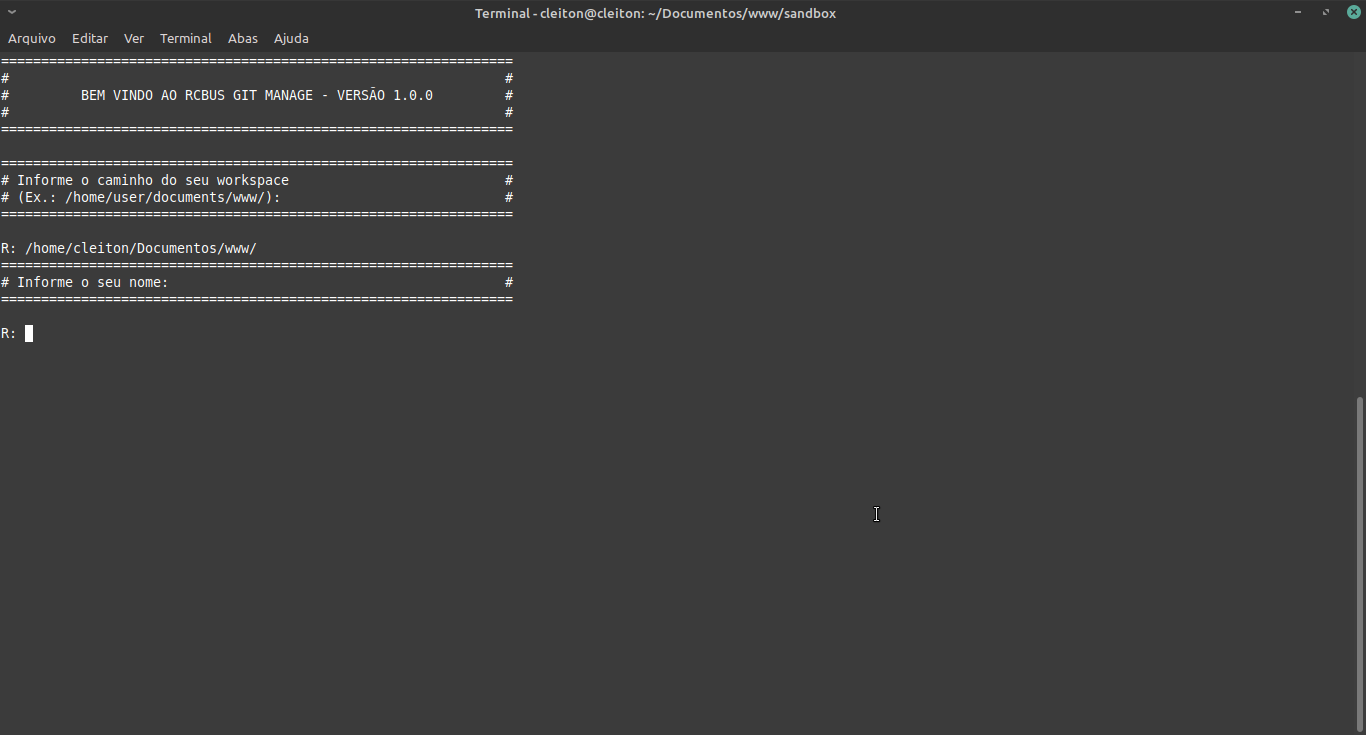 Terminal - cleiton@cleiton: ~/Documentos/www/sandbox
Arquivo Editar Ver Terminal Abas Ajuda
================================================================
#                                                              #
#         BEM VINDO AO RCBUS GIT MANAGE - VERSÃO 1.0.0         #
#                                                              #
================================================================
================================================================
# Informe o caminho do seu workspace                           #
# (Ex.: /home/user/documents/www/):                            #
================================================================
R: /home/cleiton/Documentos/www/
================================================================
# Informe o seu nome:                                          #
================================================================
R: